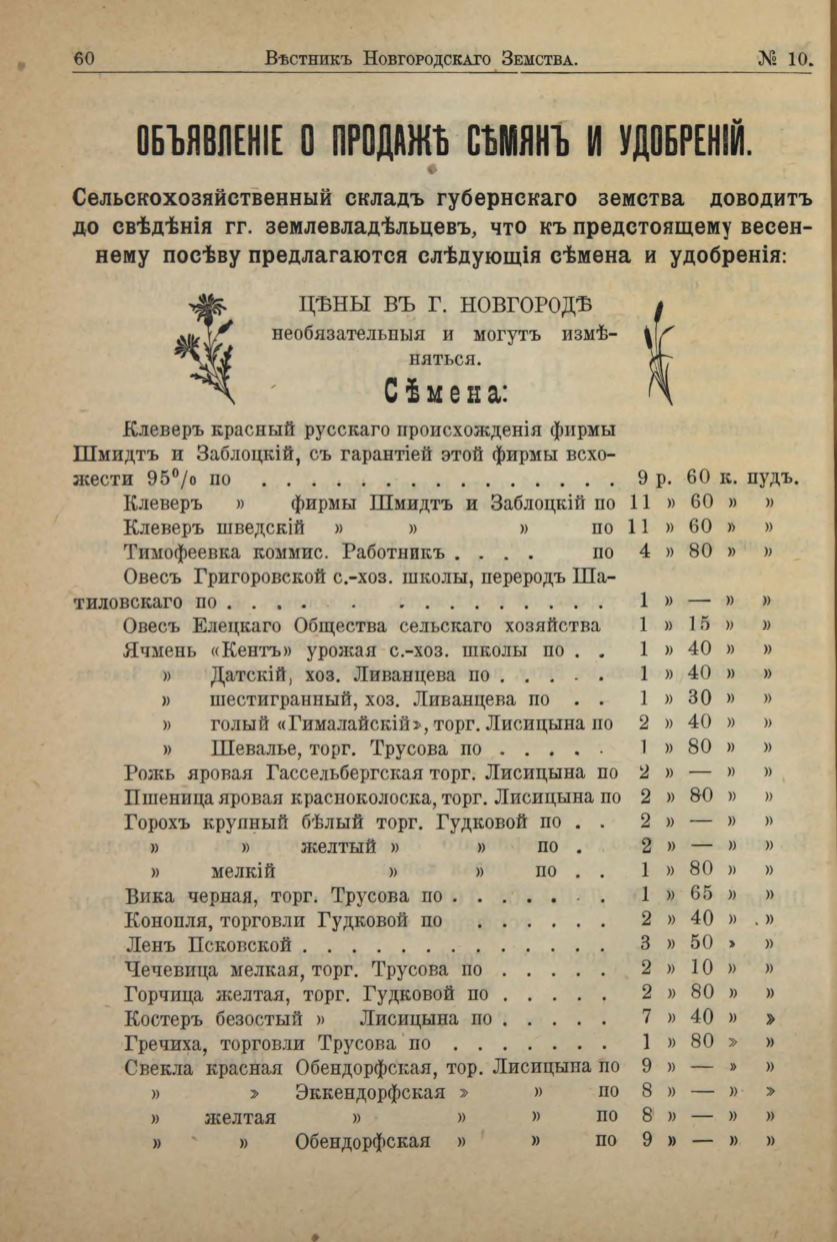 60 Вѣстникъ Новгородскаго Земства. № 10.
ОБЪЯВЛЕНІЕ О ПРОДАЖѢ СѢМЯНЪ И УДОБРЕНІЙ.
Сельскохозяйственный складъ губернскаго земства доводитъ
до свѣдѣнія гг. землевладѣльцевъ, что къ предстоящему весен-
нему посѣву предлагаются слѣдующія сѣмена и удобренія:
ЦѢНЫ ВЪ Г. НОВГОРОДѢ
необязательныя и могутъ измѣ-
няться.
Сѣмена:
Клеверъ красный русскаго происхожденія фирмы
Шмидтъ и Заблоцкій, съ гарантіей этой фирмы всхо-
жести 95⁰/₀ по . . . . . . . . . . . . . . . 9 р. 60 к. пудъ.
Клеверъ » фирмы Шмидтъ и Заблоцкій по 11 » 60 » »
Клеверъ шведскій » » » по 11 » 60 » »
Тимофеевка коммис. Работникъ . . . . по 4 » 80 » »
Овесъ Григоровской с.-хоз. школы, переродъ Ша-
тиловскаго по . . . . . . . . . . . . . . . 1 » — » »
Овесъ Елецкаго Общества сельскаго хозяйства 1 » 15 » »
Ячмень «Кентъ» урожая с.-хоз. школы по . . 1 » 40 » »
» Датскій, хоз. Ливанцева по . . . . . 1 » 40 » »
» шестигранный, хоз. Ливанцева по . . 1 » 30 » »
» голый «Гималайскій», торг. Лисицына по 2 » 40 » »
» Шевалье, торг. Трусова по . . . . . 1 » 80 » »
Рожь яровая Гассельбергская торг. Лисицына по 2 » — » »
Пшеница яровая красноколоска, торг. Лисицына по 2 » 80 » »
Горохъ крупный бѣлый торг. Гудковой по . . 2 » — » »
» » желтый » » по . 2 » — » »
» мелкій » » по . . 1 » 80 » »
Вика черная, торг. Трусова по . . . . . . . 1 » 65 » »
Конопля, торговли Гудковой по . . . . . . 2 » 40 » »
Ленъ Псковской . . . . . . . . . . . . . 3 » 50 » »
Чечевица мелкая, торг. Трусова по . . . . . 2 » 10 » »
Горчица желтая, торг. Гудковой по . . . . . 2 » 80 » »
Костеръ безостый » Лисицына по . . . . . 7 » 40 » »
Гречиха, торговли Трусова по . . . . . . . 1 » 80 » »
Свекла красная Обендорфская, тор. Лисицына по 9 » — » »
» » Эккендорфская » » по 8 » — » »
» желтая » » » по 8 » — » »
» » Обендорфская » » по 9 » — » »